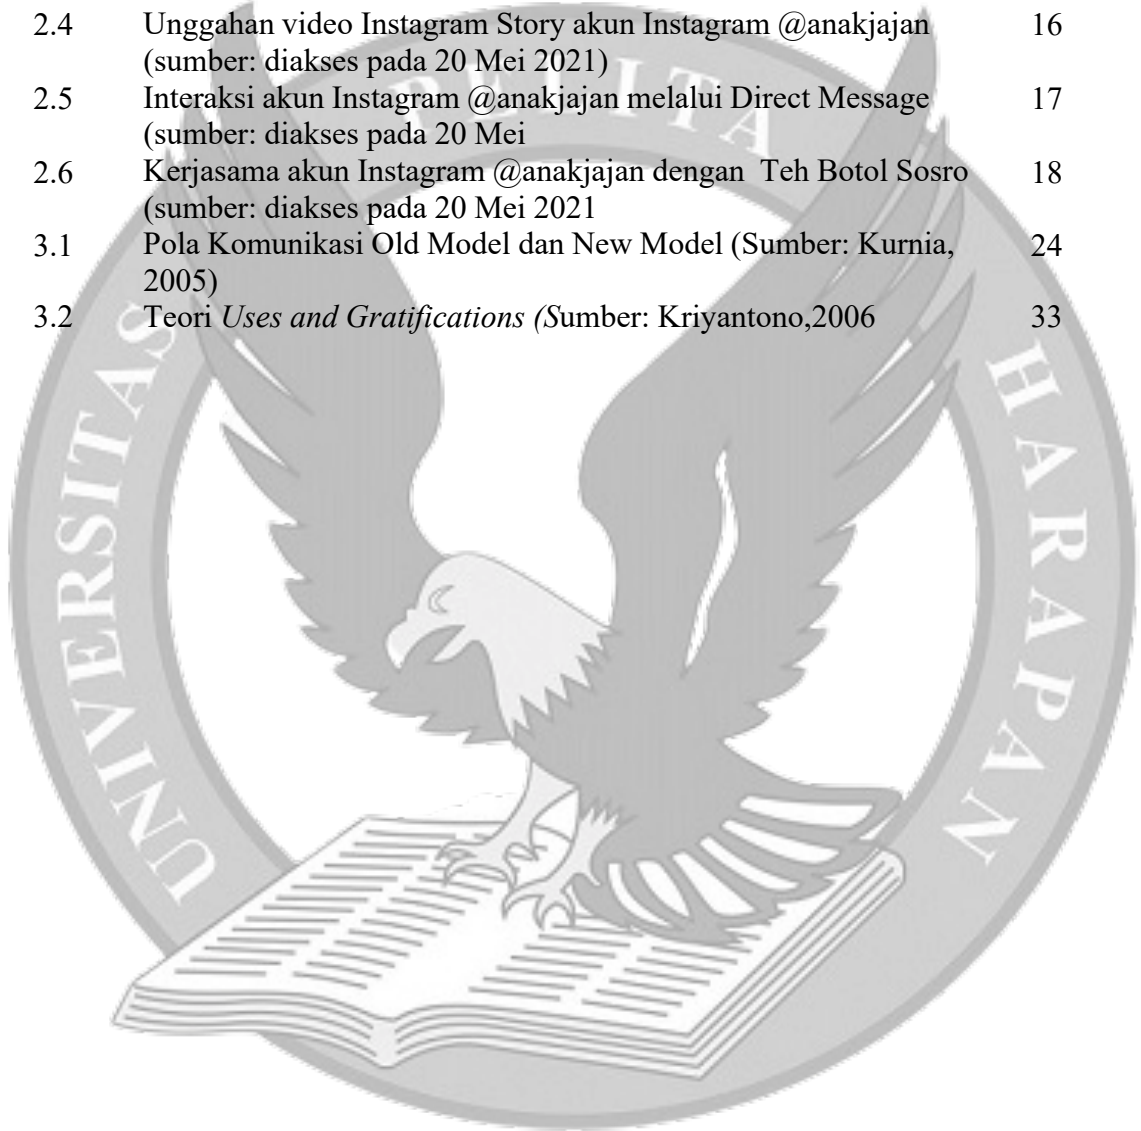 2.4 Unggahan video Instagram Story akun Instagram @anakjajan 16
(sumber: diakses pada 20 Mei 2021)
2.5 Interaksi akun Instagram @anakjajan melalui Direct Message 17
(sumber: diakses pada 20 Mei
2.6 Kerjasama akun Instagram @anakjajan dengan  Teh Botol Sosro 18
(sumber: diakses pada 20 Mei 2021
3.1 Pola Komunikasi Old Model dan New Model (Sumber: Kurnia, 24
2005)
3.2 Teori Uses and Gratifications (Sumber: Kriyantono,2006 33
UNIVERSITAS PELITA HARAPAN